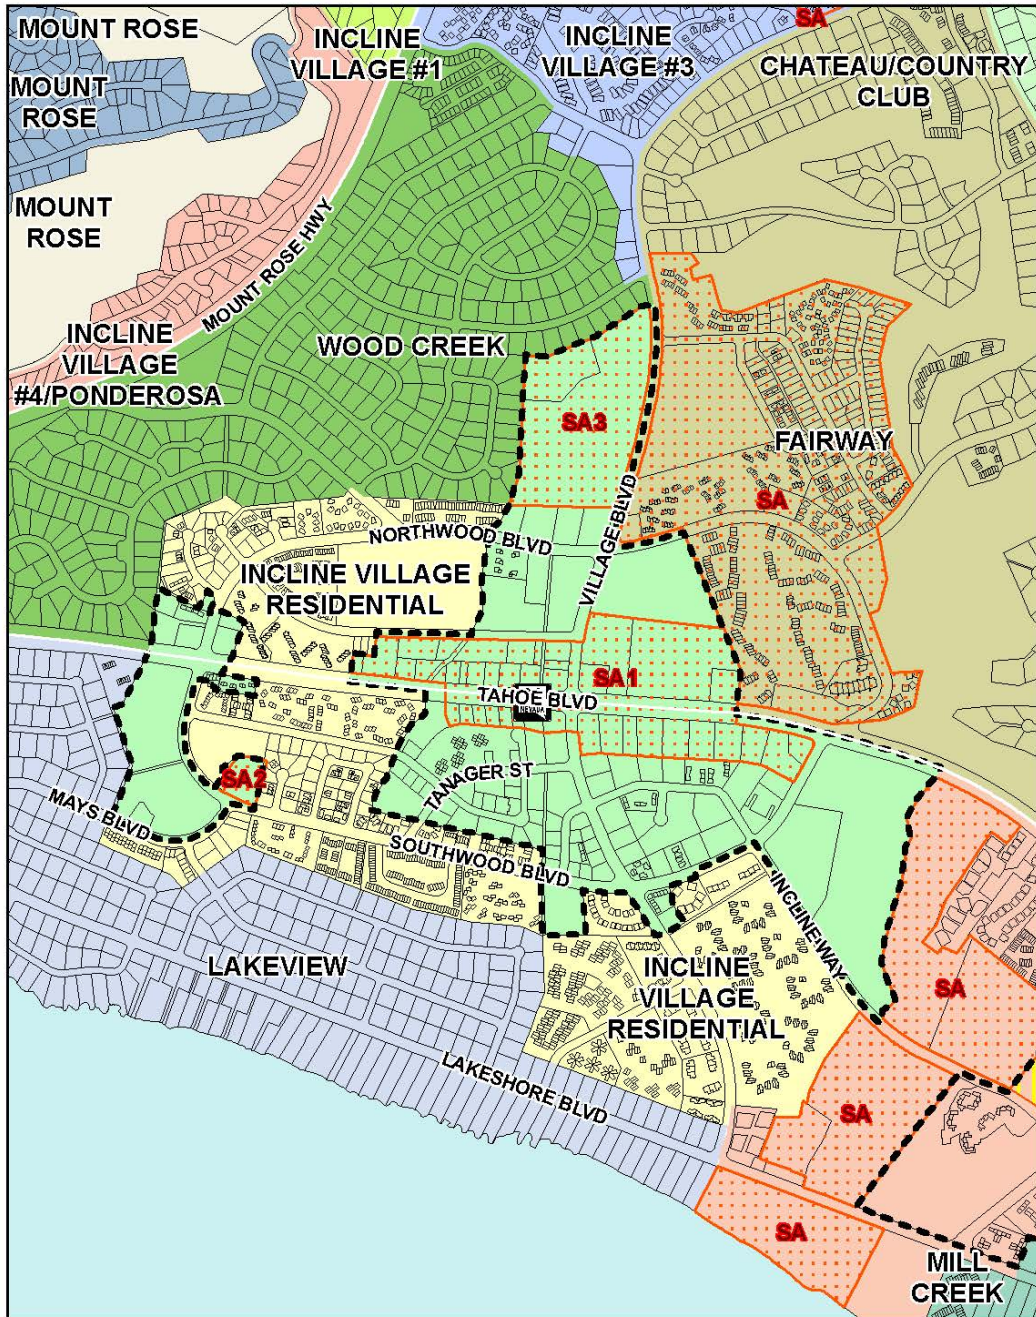 MOUNT ROSE
INCLINE
VILLAGE #1
INCLINE
VILLAGE #3
SA
CHATEAU/COUNTRY
CLUB
MOUNT
ROSE
MOUNT
ROSE
MOUNT ROSE HWY
INCLINE
VILLAGE
#4/PONDEROSA
WOOD CREEK
SA3
FAIRWAY
SA
VILLAGE BLVD
NORTHWOOD BLVD
INCLINE VILLAGE
RESIDENTIAL
SA1
TAHOE BLVD
NEVADA
SA2
TANAGER ST
MAYS BLVD
SOUTHWOOD BLVD
INCLINE WAY
LAKEVIEW
INCLINE
VILLAGE
RESIDENTIAL
SA
LAKESHORE BLVD
SA
SA
MILL
CREEK